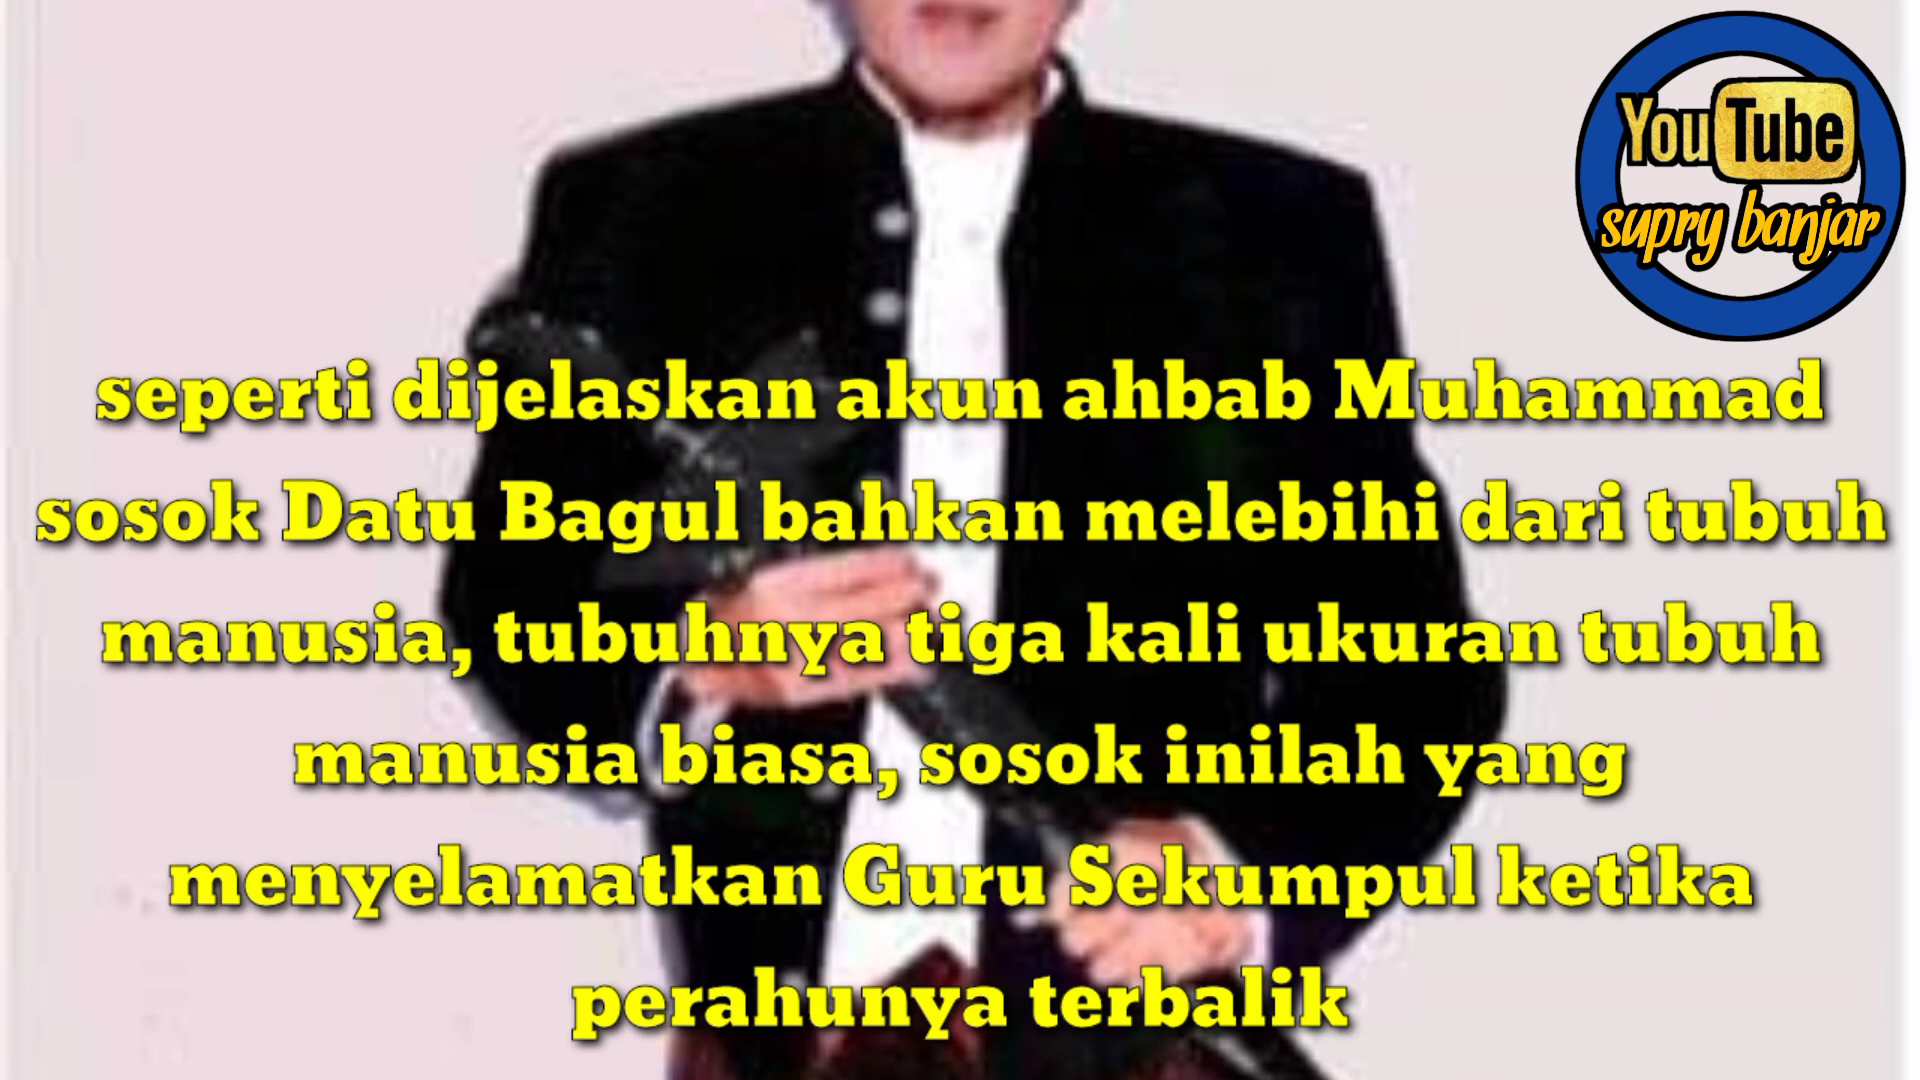 YouTube
supry banjar
seperti dijelaskan akun ahbab Muhammad
sosok Datu Bagul bahkan melebihi dari tubuh
manusia, tubuhnya tiga kali ukuran tubuh
manusia biasa, sosok inilah yang
menyelamatkan Guru Sekumpul ketika
perahunya terbalik